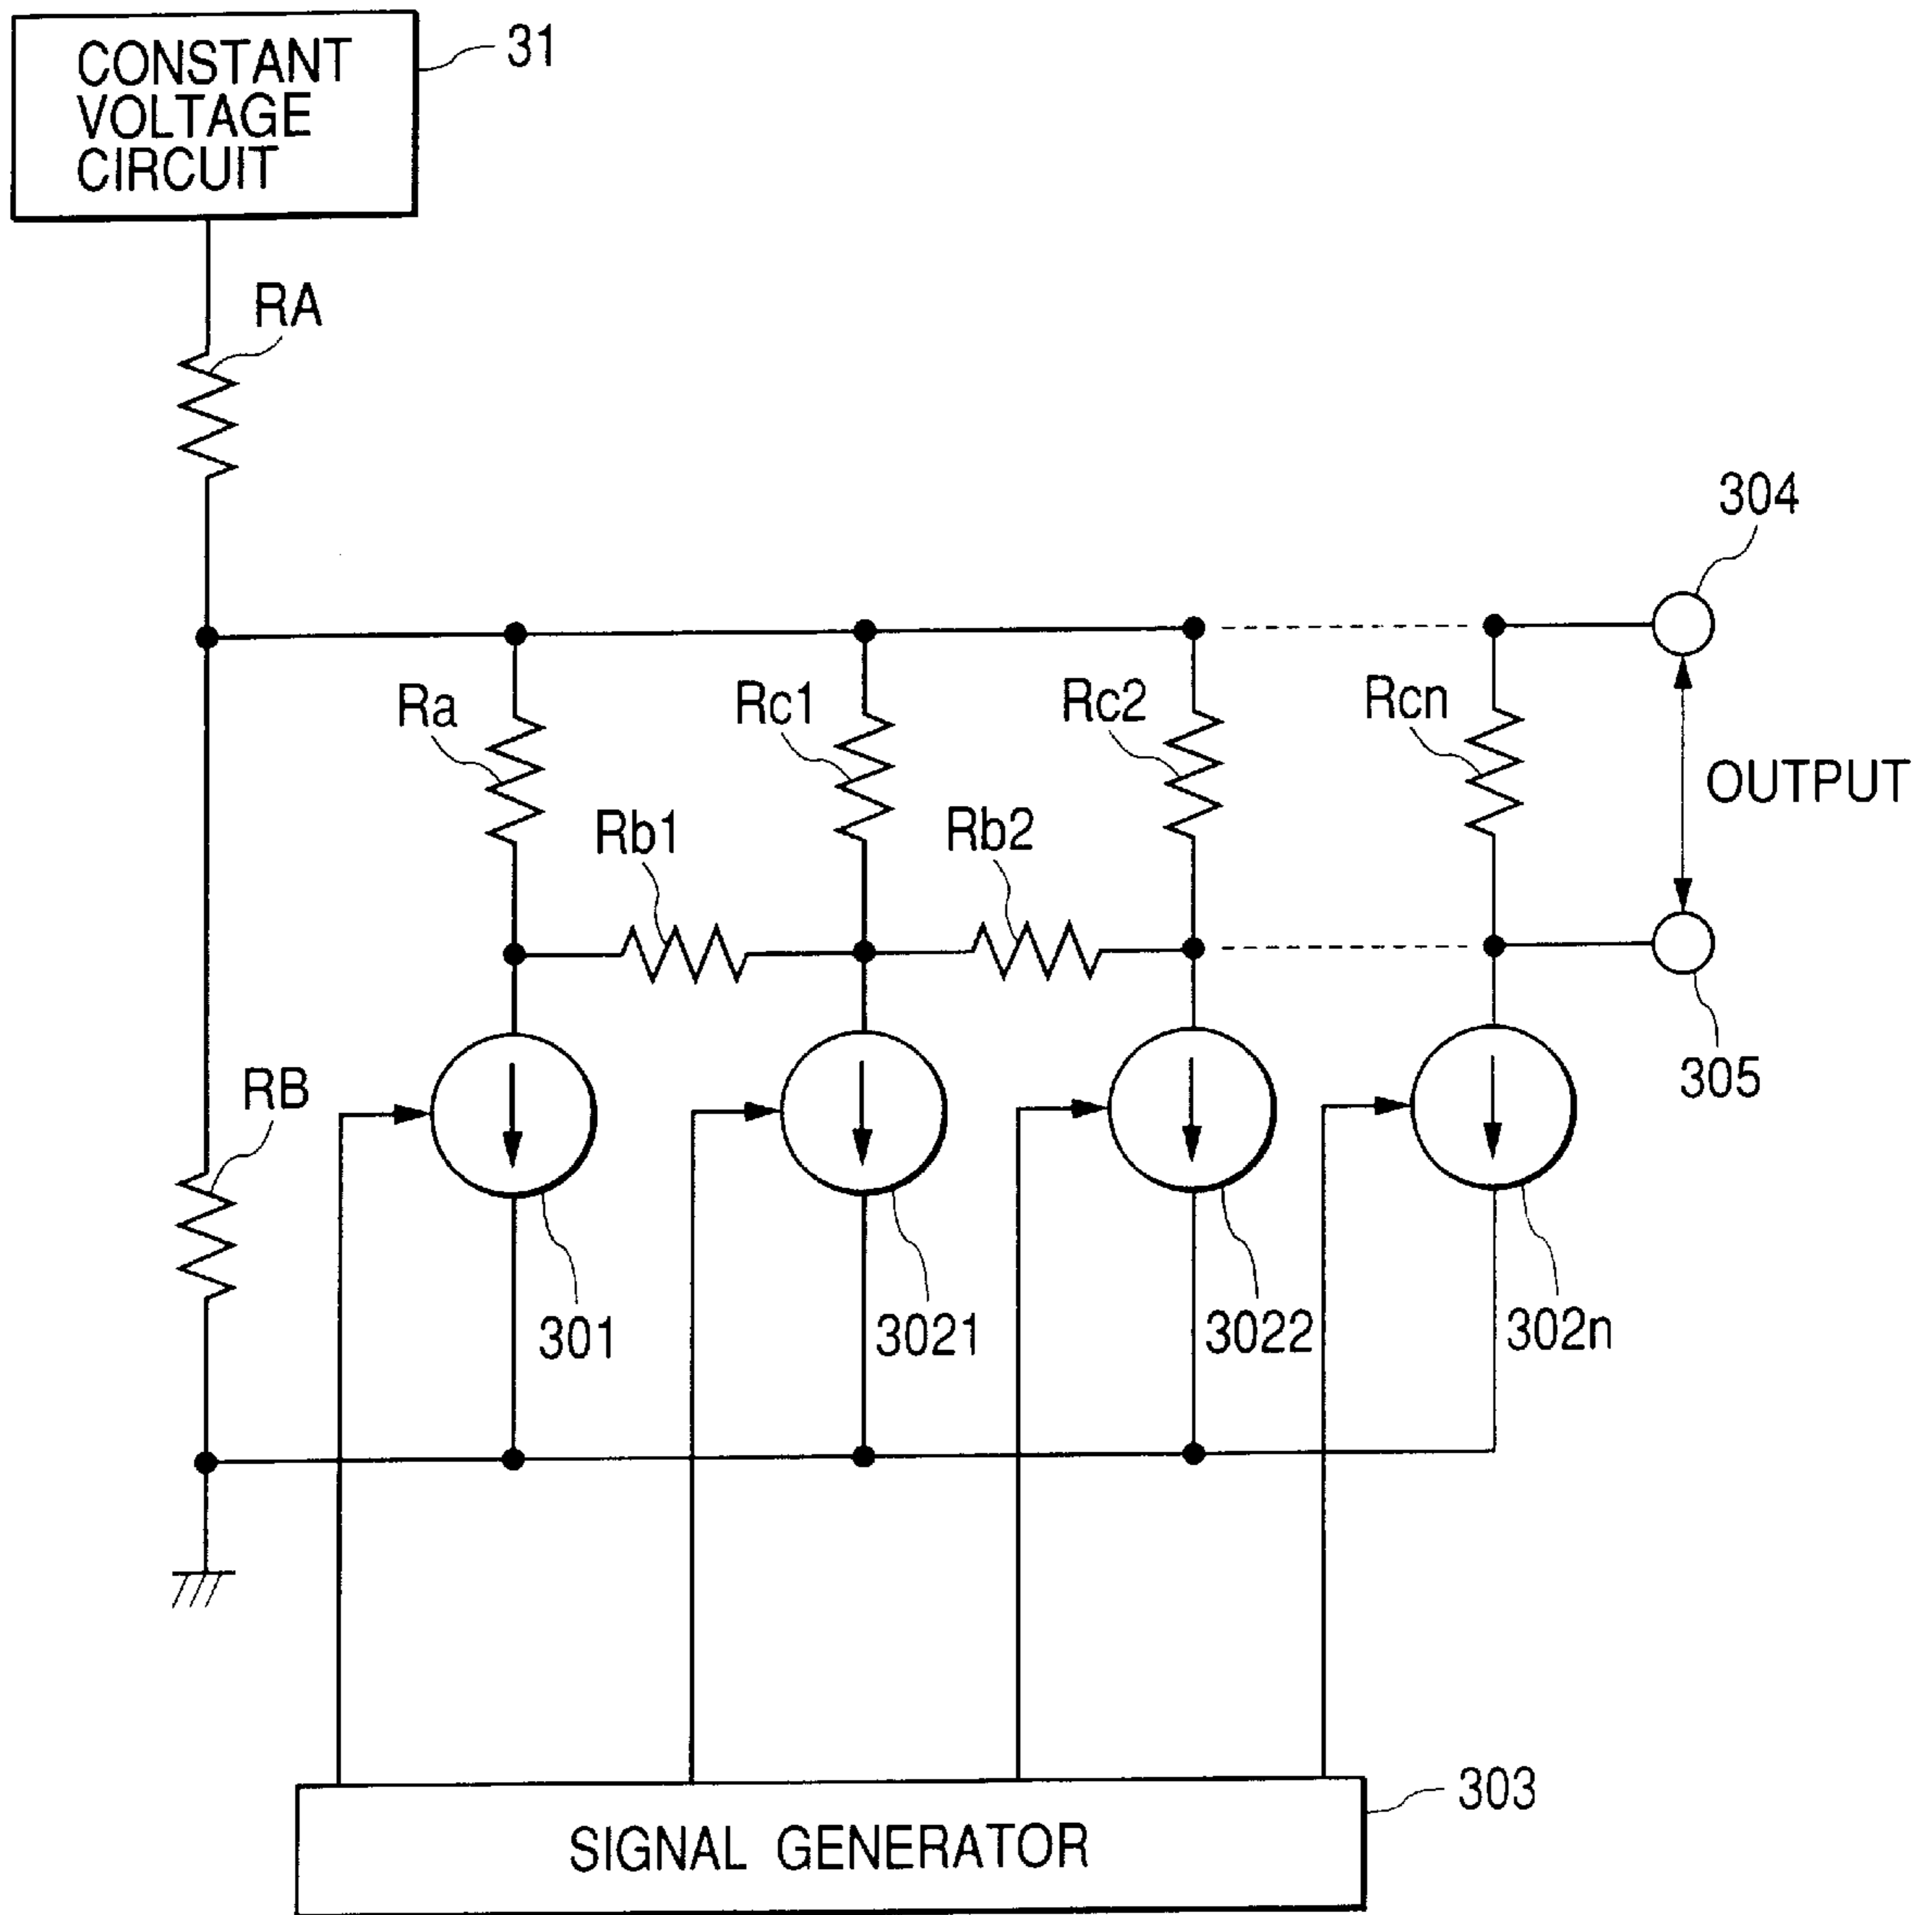 CONSTANT
VOLTAGE
CIRCUIT
31
RA
304
Ra
Rc1
Rc2
Rcn
OUTPUT
Rb1
Rb2
305
RB
301
3021
3022
302n
303
SIGNAL GENERATOR